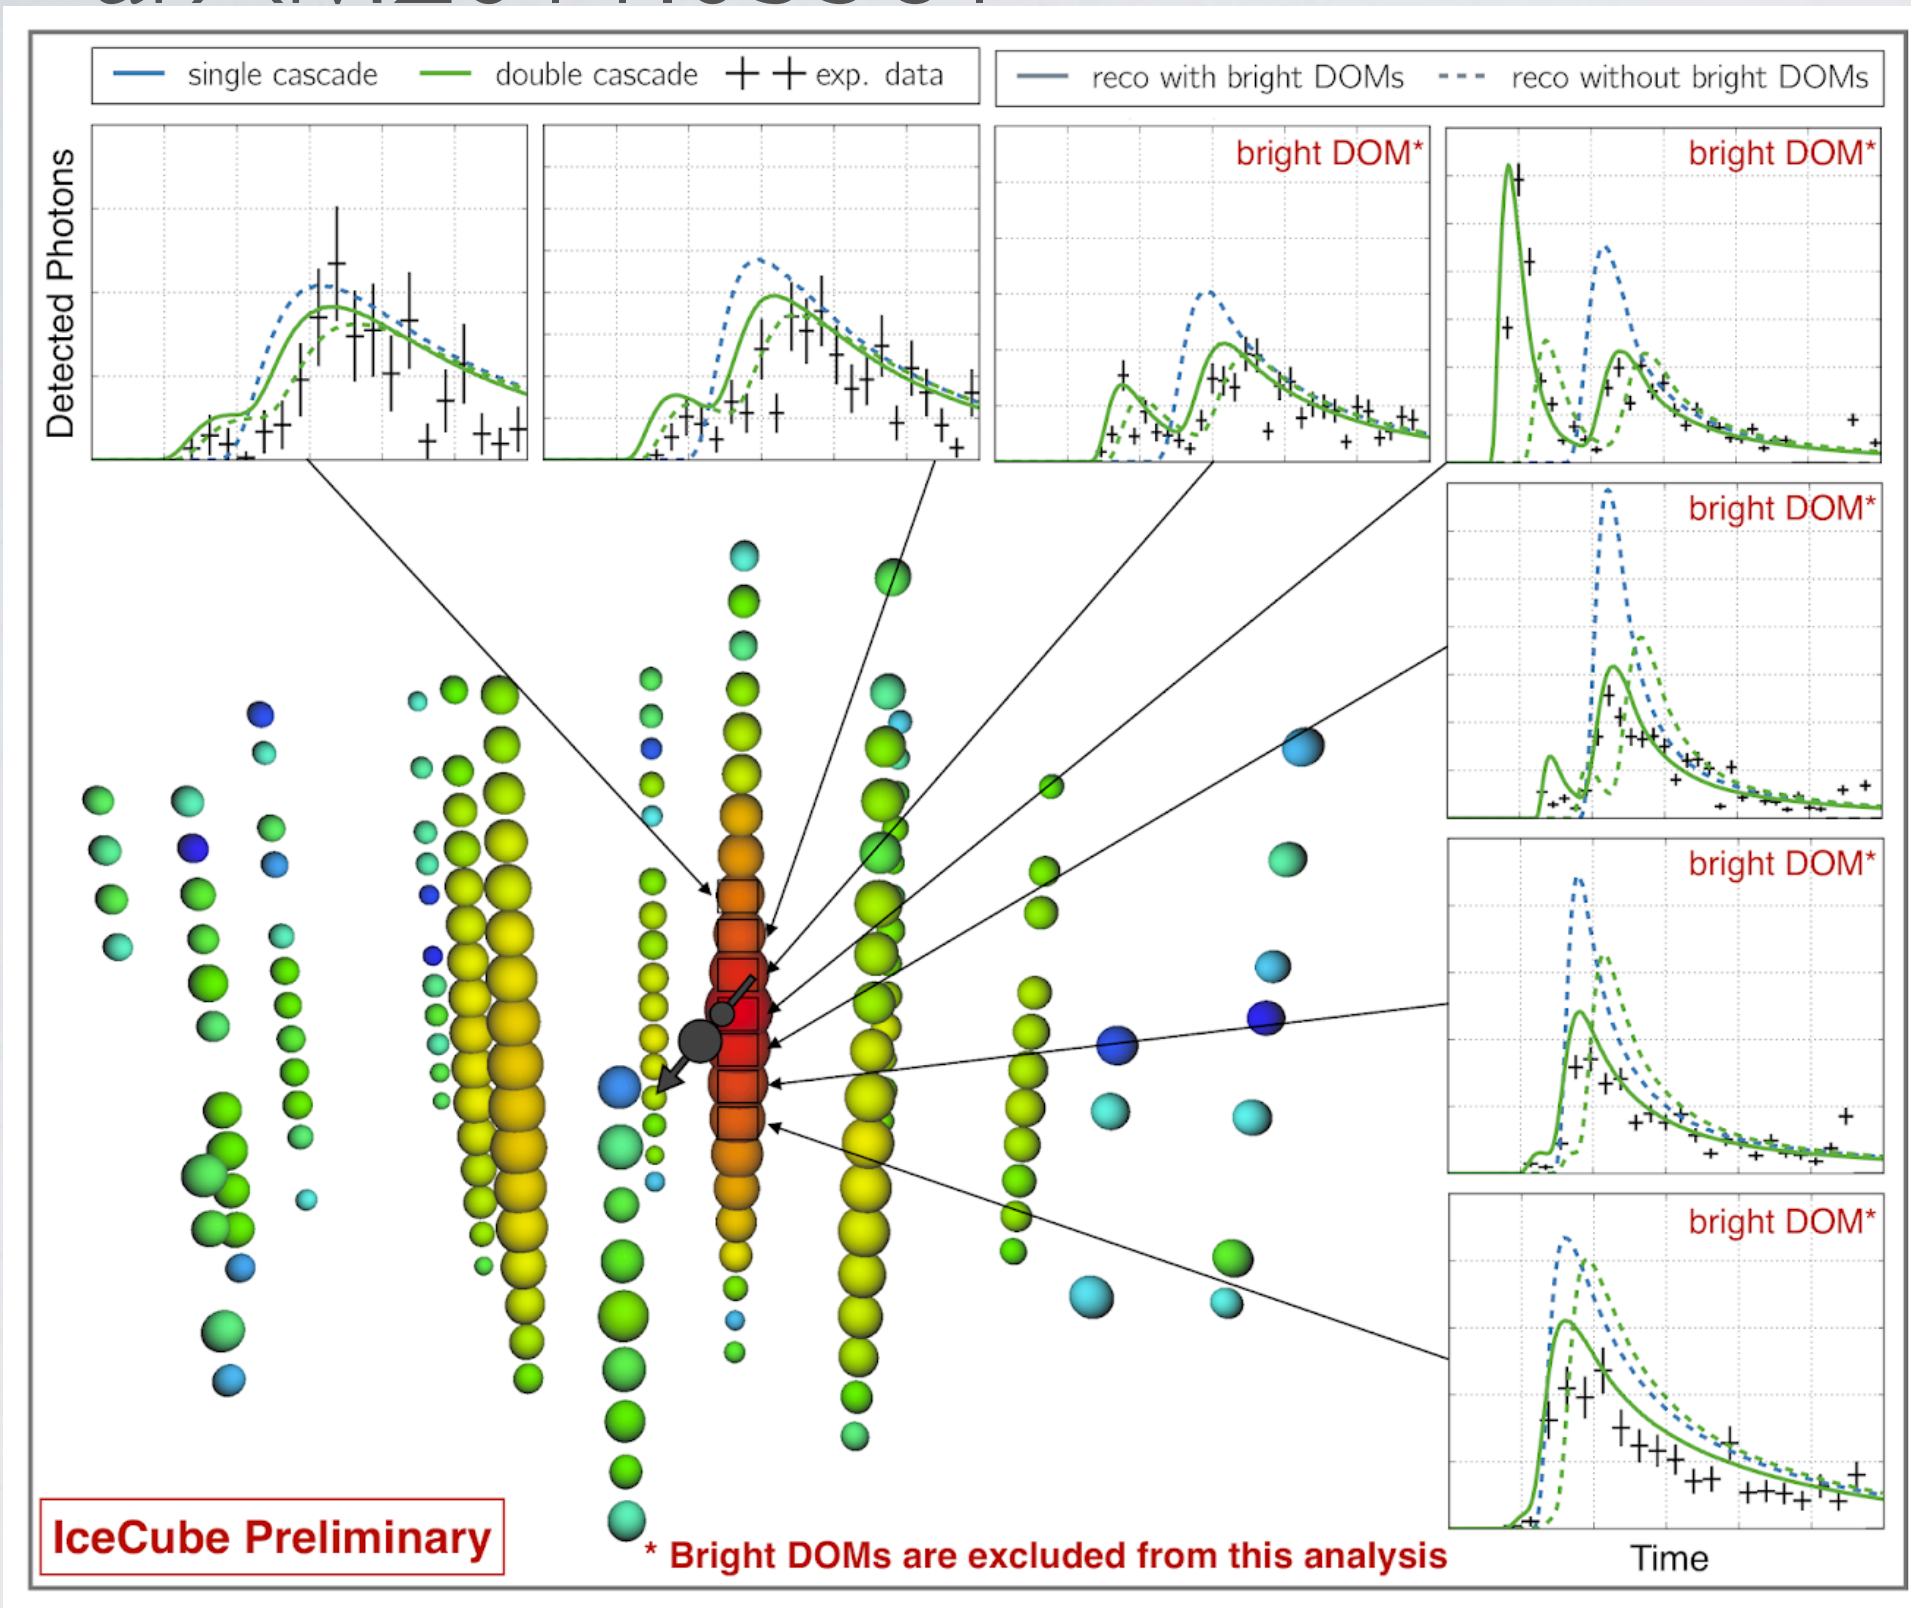 single cascade double cascade exp. data
reco with bright DOMs reco without bright DOMs
Detected Photons
bright DOM*
bright DOM*
bright DOM*
bright DOM*
bright DOM*
IceCube Preliminary
* Bright DOMs are excluded from this analysis
Time